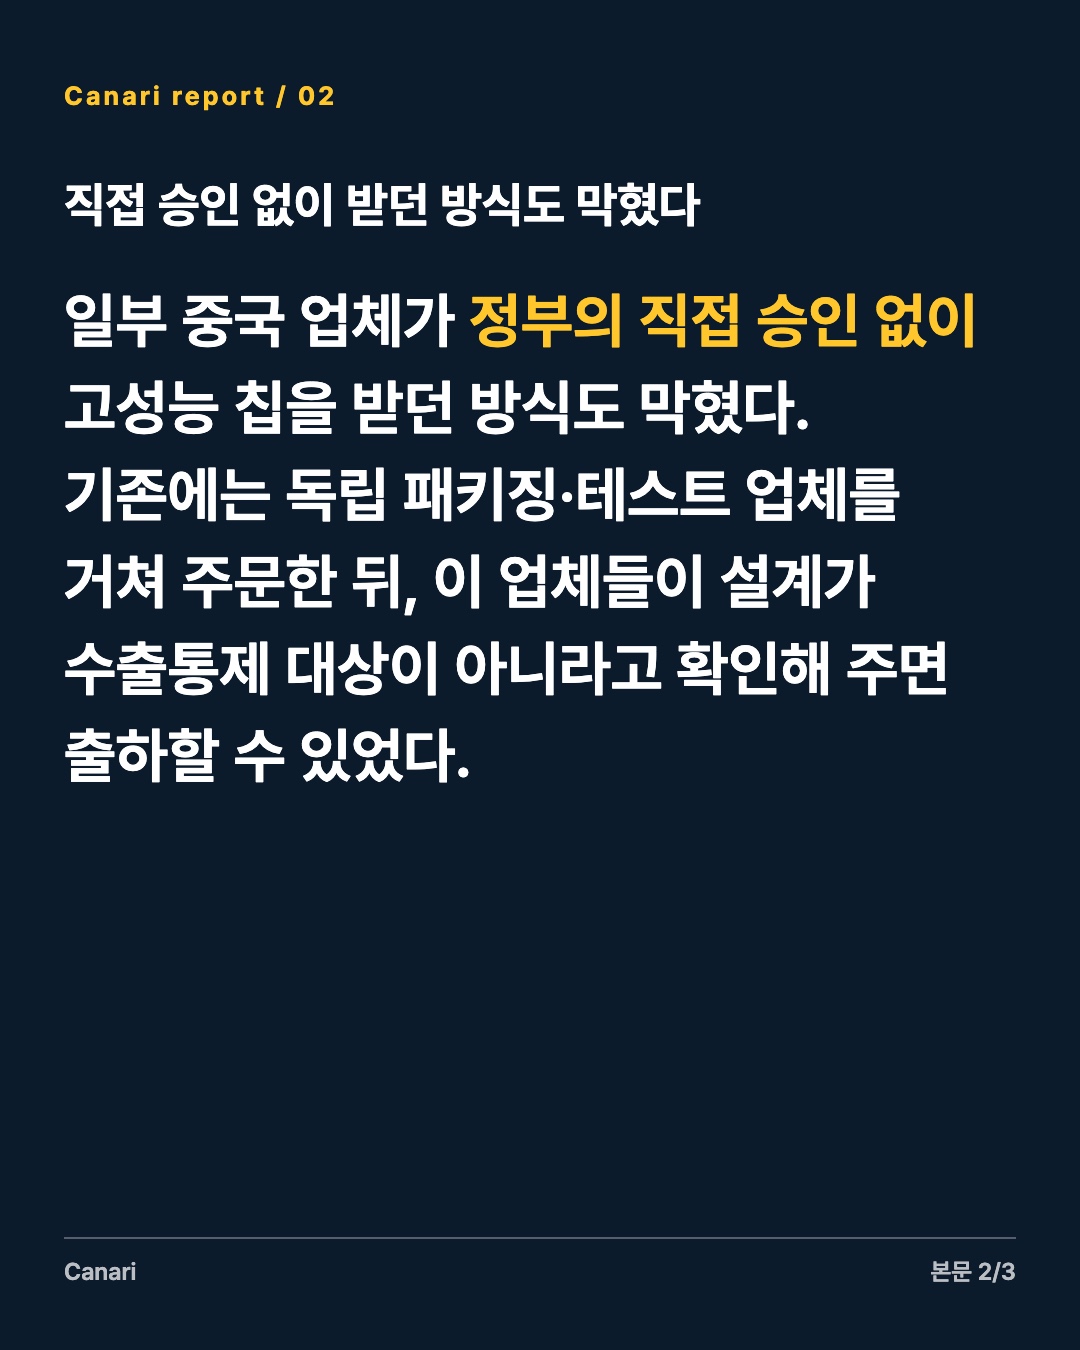 Canari report / 02
직접 승인 없이 받던 방식도 막혔다
일부 중국 업체가 정부의 직접 승인 없이
고성능 칩을 받던 방식도 막혔다.
기존에는 독립 패키징·테스트 업체를
거쳐 주문한 뒤, 이 업체들이 설계가
수출통제 대상이 아니라고 확인해 주면
출하할 수 있었다.
Canari
본문 2/3